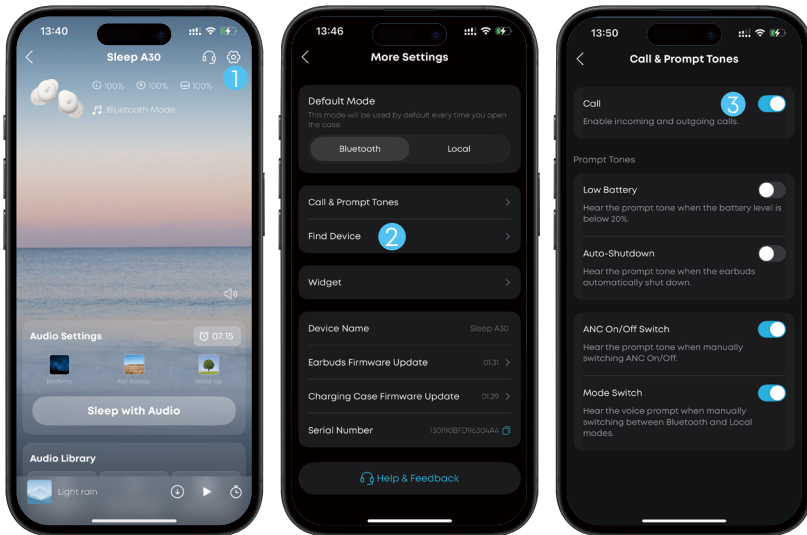 13:40
Sleep A30
1
100% 100% 100%
Bluetooth Mode
Audio Settings
07:15
Bedtime Fall Asleep Wake Up
Sleep with Audio
Audio Library
Light rain
13:46
More Settings
Default Mode
This mode will be used by default every time you open
the case.
Bluetooth Local
Call & Prompt Tones
Find Device 2
Widget
Device Name Sleep A30
Earbuds Firmware Update 01.31
Charging Case Firmware Update 01.29
Serial Number 130190BFD96304A4
Help & Feedback
13:50
Call & Prompt Tones
Call 3
Enable incoming and outgoing calls.
Prompt Tones
Low Battery
Hear the prompt tone when the battery level is
below 20%.
Auto-Shutdown
Hear the prompt tone when the earbuds
automatically shut down.
ANC On/Off Switch
Hear the prompt tone when manually
switching ANC On/Off.
Mode Switch
Hear the voice prompt when manually
switching between Bluetooth and Local
modes.